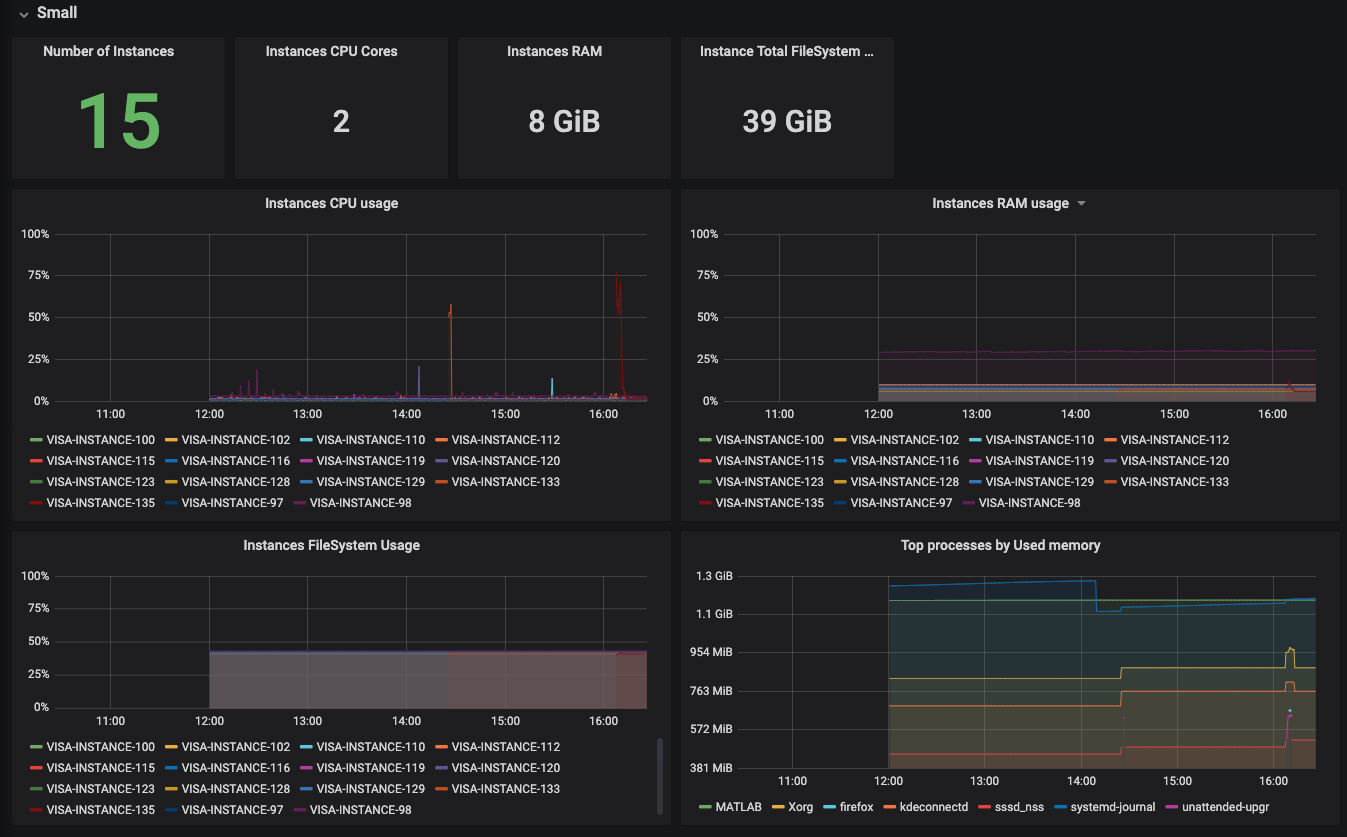 Small
Number of Instances
15
Instances CPU Cores
2
Instances RAM
8 GiB
Instance Total FileSystem ...
39 GiB
Instances CPU usage
100%
75%
50%
25%
0%
11:00 12:00 13:00 14:00 15:00 16:00
VISA-INSTANCE-100 VISA-INSTANCE-102 VISA-INSTANCE-110 VISA-INSTANCE-112
VISA-INSTANCE-115 VISA-INSTANCE-116 VISA-INSTANCE-119 VISA-INSTANCE-120
VISA-INSTANCE-123 VISA-INSTANCE-128 VISA-INSTANCE-129 VISA-INSTANCE-133
VISA-INSTANCE-135 VISA-INSTANCE-97 VISA-INSTANCE-98
Instances RAM usage
100%
75%
50%
25%
0%
11:00 12:00 13:00 14:00 15:00 16:00
VISA-INSTANCE-100 VISA-INSTANCE-102 VISA-INSTANCE-110 VISA-INSTANCE-112
VISA-INSTANCE-115 VISA-INSTANCE-116 VISA-INSTANCE-119 VISA-INSTANCE-120
VISA-INSTANCE-123 VISA-INSTANCE-128 VISA-INSTANCE-129 VISA-INSTANCE-133
VISA-INSTANCE-135 VISA-INSTANCE-97 VISA-INSTANCE-98
Instances FileSystem Usage
100%
75%
50%
25%
0%
11:00 12:00 13:00 14:00 15:00 16:00
VISA-INSTANCE-100 VISA-INSTANCE-102 VISA-INSTANCE-110 VISA-INSTANCE-112
VISA-INSTANCE-115 VISA-INSTANCE-116 VISA-INSTANCE-119 VISA-INSTANCE-120
VISA-INSTANCE-123 VISA-INSTANCE-128 VISA-INSTANCE-129 VISA-INSTANCE-133
VISA-INSTANCE-135 VISA-INSTANCE-97 VISA-INSTANCE-98
Top processes by Used memory
1.3 GiB
1.1 GiB
954 MiB
763 MiB
572 MiB
381 MiB
11:00 12:00 13:00 14:00 15:00 16:00
MATLAB Xorg firefox kdeconnectd sssd_nss systemd-journal unattended-upgr